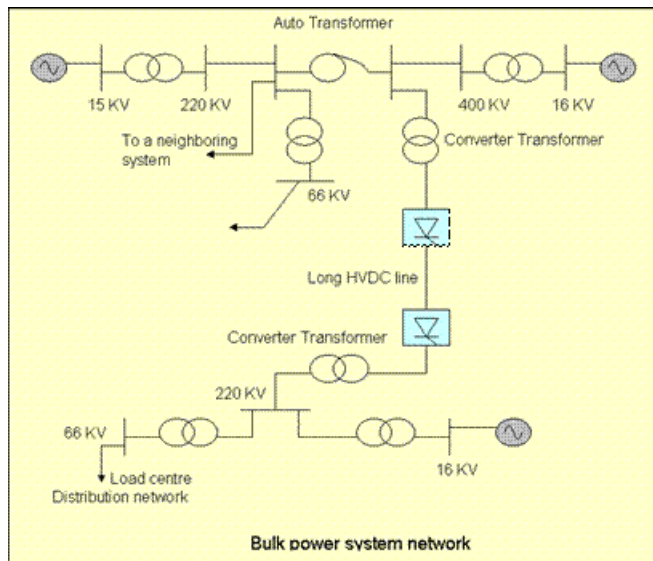 Auto Transformer
15 KV
220 KV
400 KV
16 KV
To a neighboring
system
Converter Transformer
66 KV
Long HVDC line
Converter Transformer
220 KV
66 KV
16 KV
Load centre
Distribution network
Bulk power system network